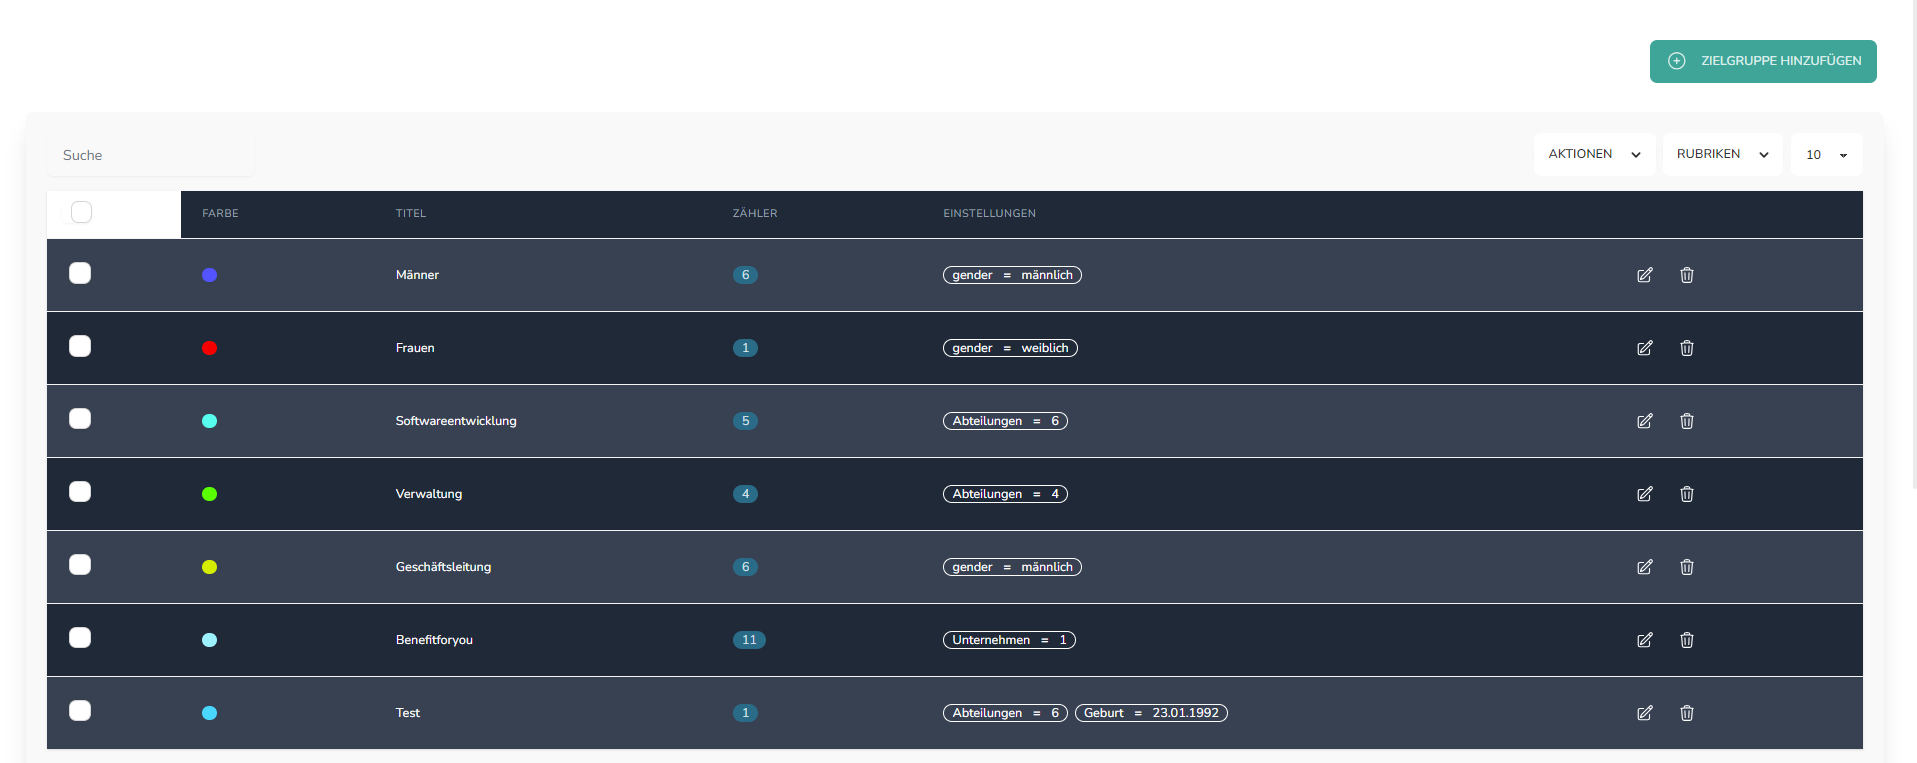 ZIELGRUPPE HINZUFÜGEN
Suche AKTIONEN RUBRIKEN 10
FARBE TITEL ZÄHLER EINSTELLUNGEN
Männer 6 gender = männlich
Frauen 1 gender = weiblich
Softwareentwicklung 5 Abteilungen = 6
Verwaltung 4 Abteilungen = 4
Geschäftsleitung 6 gender = männlich
Benefitforyou 11 Unternehmen = 1
Test 1 Abteilungen = 6 Geburt = 23.01.1992